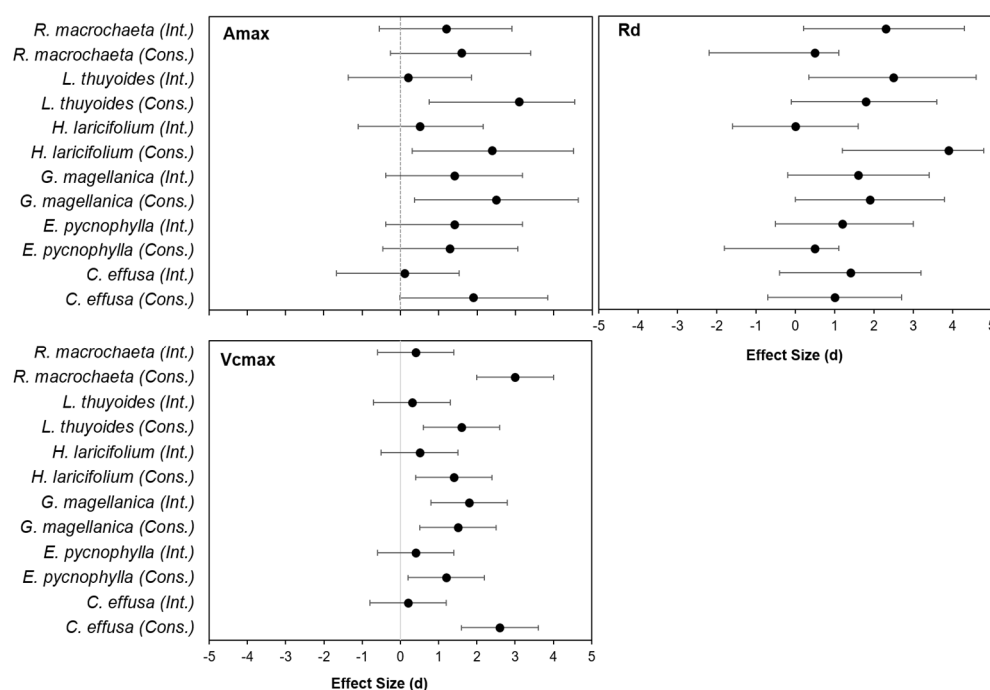 Amax
Rd
R. macrochaeta (Int.)
R. macrochaeta (Cons.)
L. thuyoides (Int.)
L. thuyoides (Cons.)
H. laricifolium (Int.)
H. laricifolium (Cons.)
G. magellanica (Int.)
G. magellanica (Cons.)
E. pycnophylla (Int.)
E. pycnophylla (Cons.)
C. effusa (Int.)
C. effusa (Cons.)
-5 -4 -3 -2 -1 0 1 2 3 4 5
Effect Size (d)
Vcmax
R. macrochaeta (Int.)
R. macrochaeta (Cons.)
L. thuyoides (Int.)
L. thuyoides (Cons.)
H. laricifolium (Int.)
H. laricifolium (Cons.)
G. magellanica (Int.)
G. magellanica (Cons.)
E. pycnophylla (Int.)
E. pycnophylla (Cons.)
C. effusa (Int.)
C. effusa (Cons.)
-5 -4 -3 -2 -1 0 1 2 3 4 5
Effect Size (d)